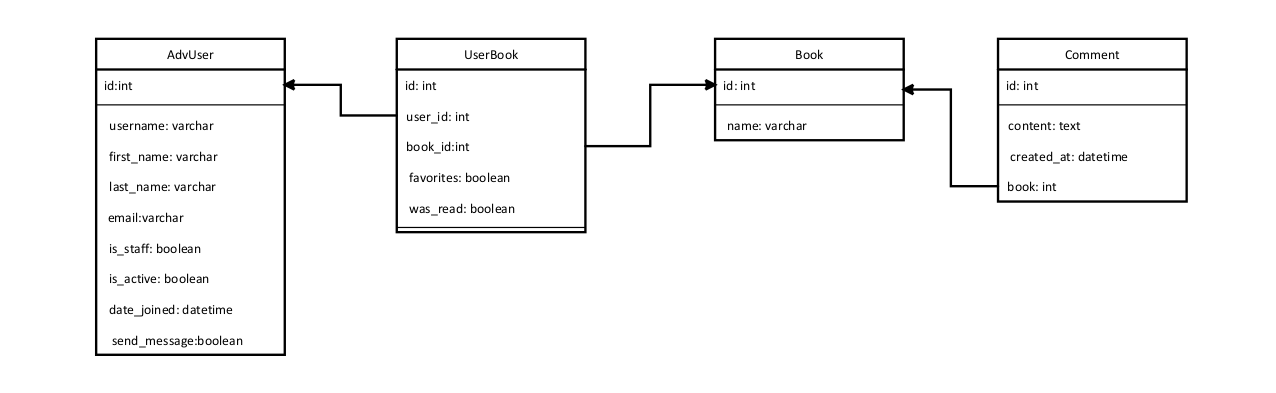 AdvUser
id:int
username: varchar
first_name: varchar
last_name: varchar
email:varchar
is_staff: boolean
is_active: boolean
date_joined: datetime
send_message:boolean
UserBook
id: int
user_id: int
book_id:int
favorites: boolean
was_read: boolean
Book
id: int
name: varchar
Comment
id: int
content: text
created_at: datetime
book: int